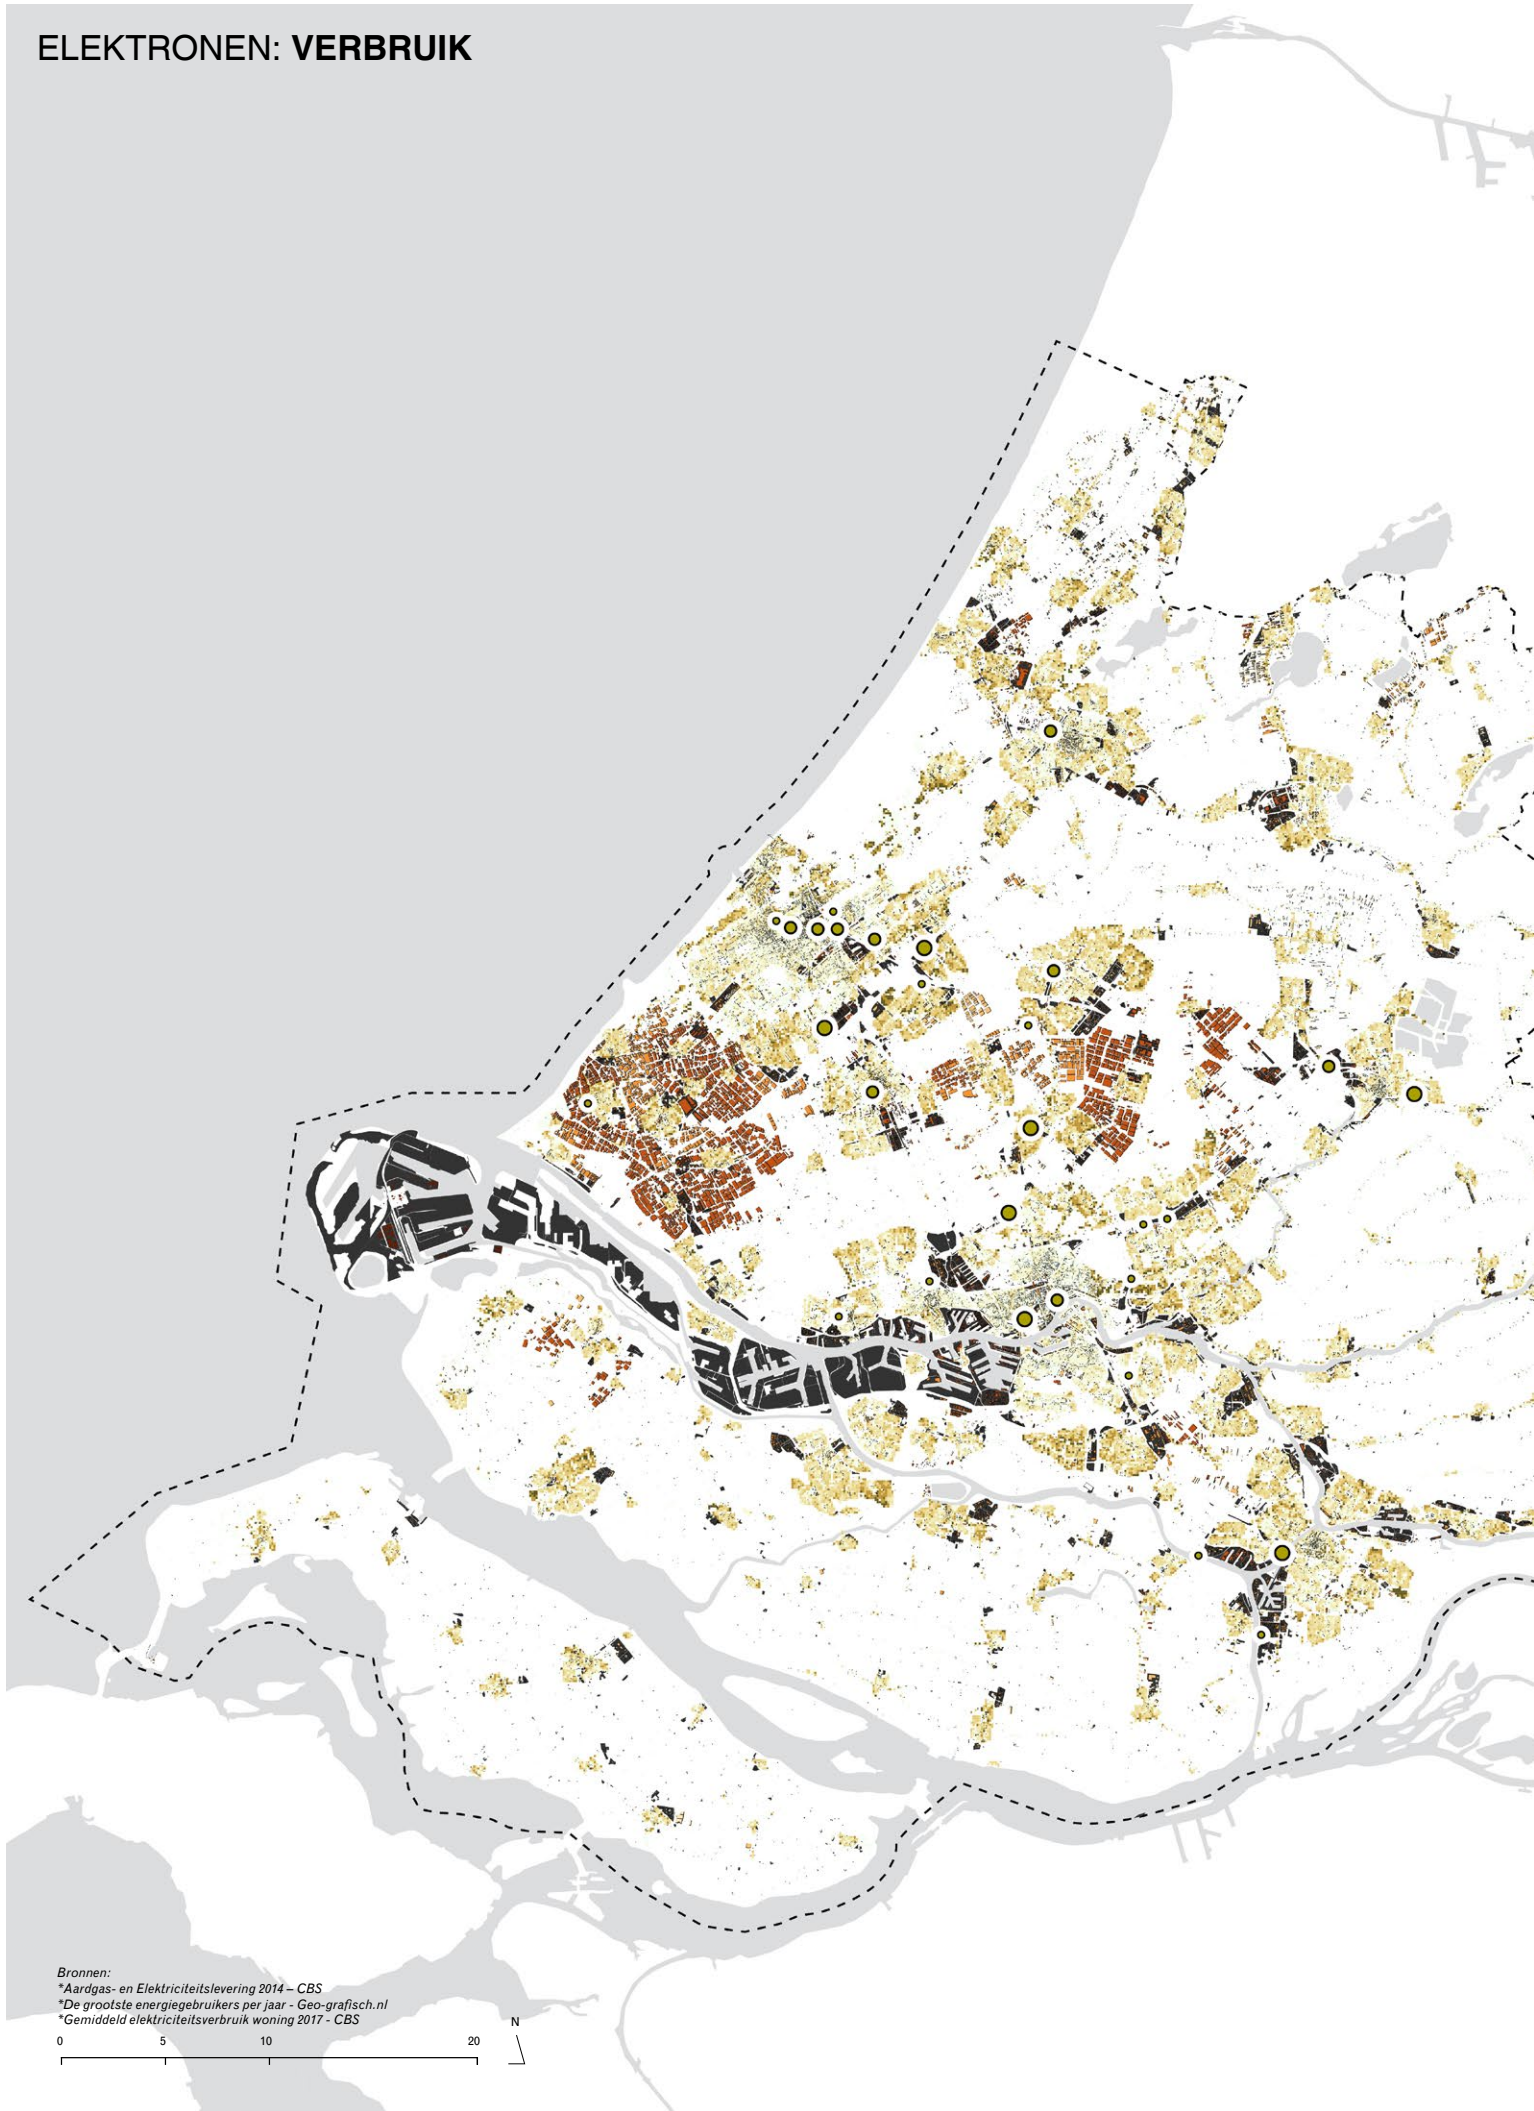 ELEKTRONEN: VERBRUIK
Bronnen:
*Aardgas- en Elektriciteitslevering 2014 – CBS
*De grootste energiegebruikers per jaar - Geo-grafisch.nl
*Gemiddeld elektriciteitsverbruik woning 2017 - CBS
N
0 5 10 20